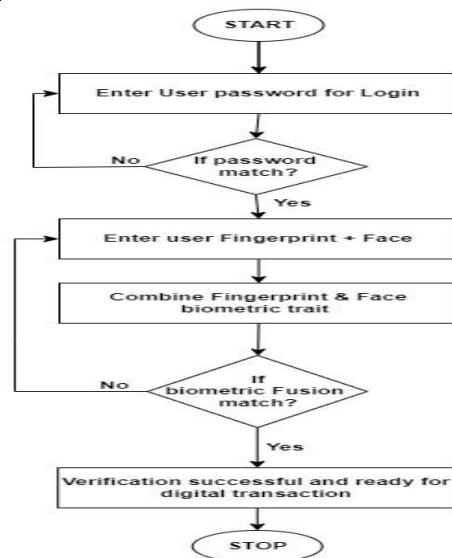 START
Enter User password for Login
If password
match?
No
Yes
Enter user Fingerprint + Face
Combine Fingerprint & Face
biometric trait
If
biometric Fusion
match?
No
Yes
Verification successful and ready for
digital transaction
STOP